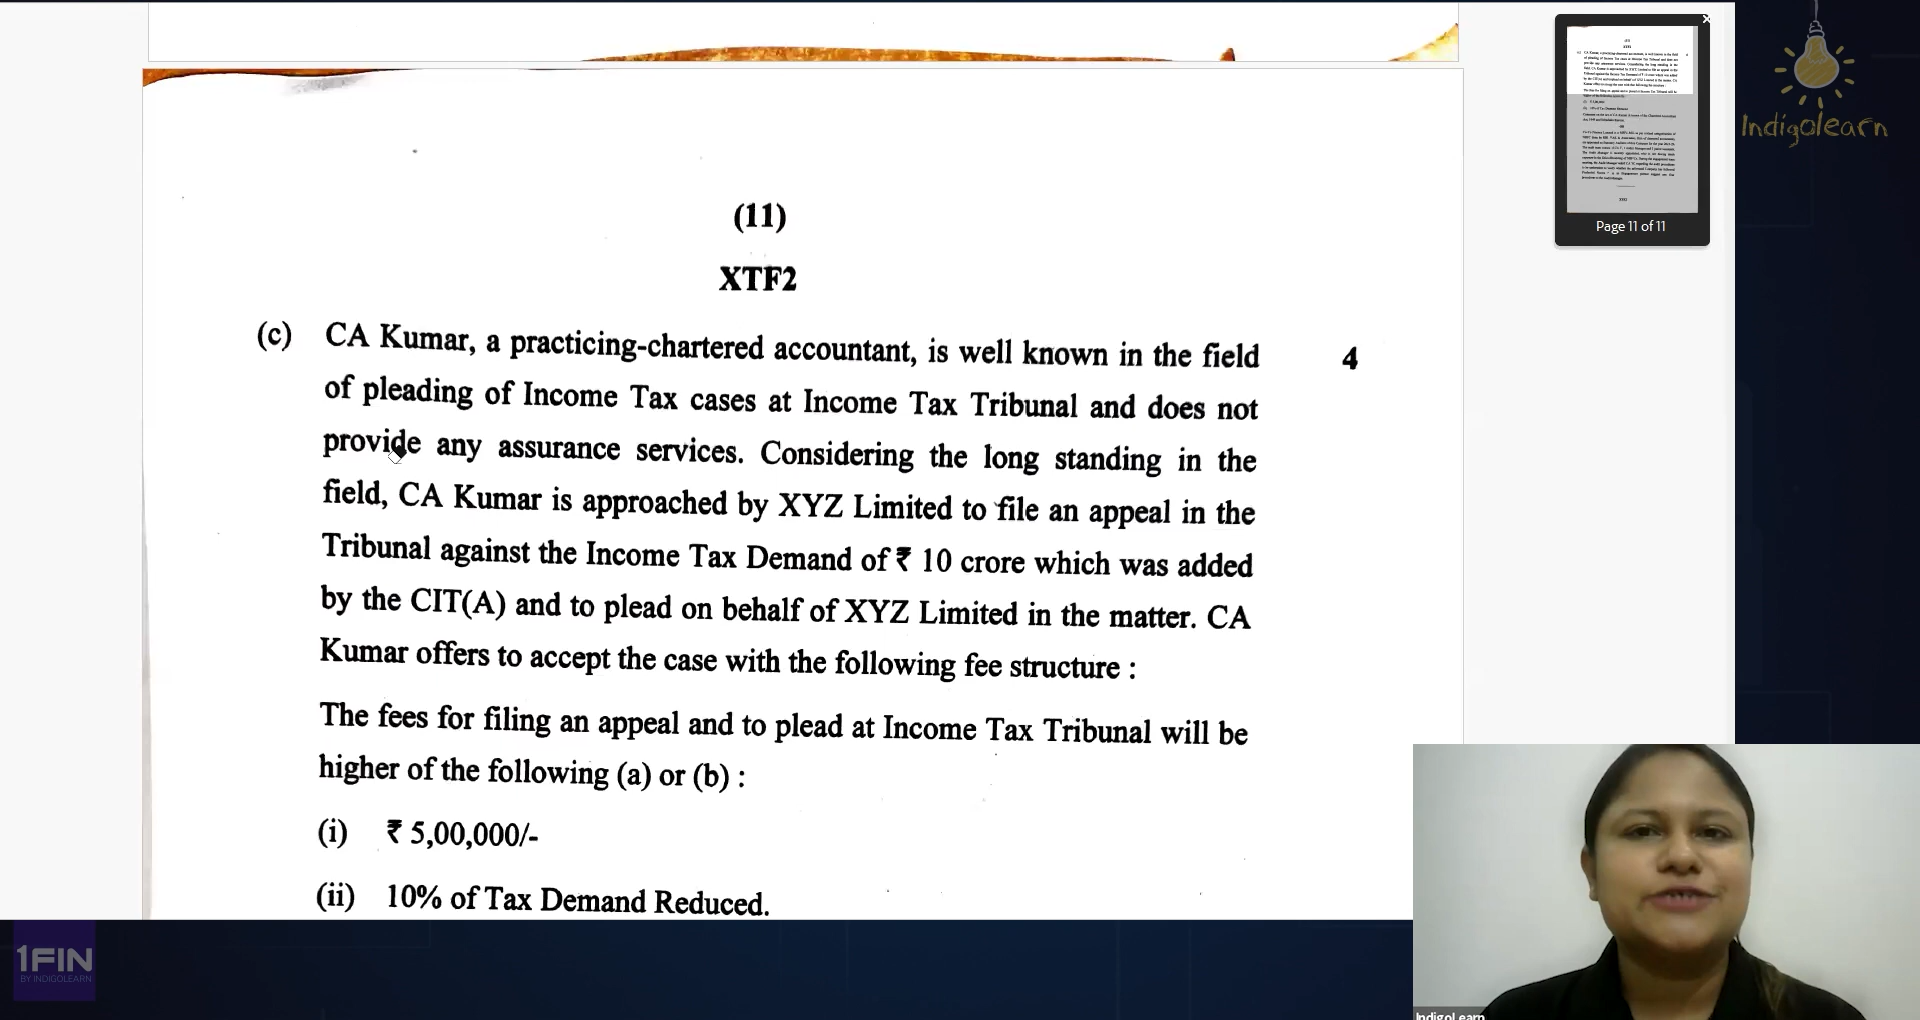 (11)
XTF2
(c) CA Kumar, a practicing-chartered accountant, is well known in the field 4
of pleading of Income Tax cases at Income Tax Tribunal and does not
provide any assurance services. Considering the long standing in the
field, CA Kumar is approached by XYZ Limited to file an appeal in the
Tribunal against the Income Tax Demand of ₹ 10 crore which was added
by the CIT(A) and to plead on behalf of XYZ Limited in the matter. CA
Kumar offers to accept the case with the following fee structure :
The fees for filing an appeal and to plead at Income Tax Tribunal will be
higher of the following (a) or (b) :
(i) ₹ 5,00,000/-
(ii) 10% of Tax Demand Reduced.
Page 11 of 11
Indigolearn
1FIN
BY INDIGOLEARN
IndigoLearn